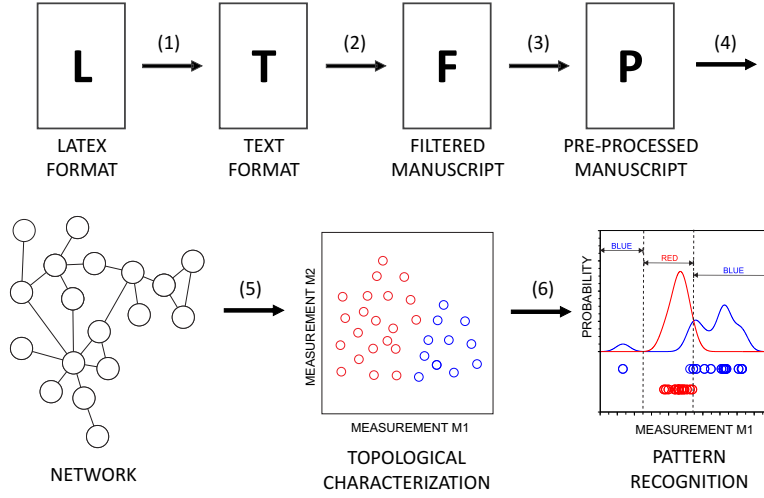 (1)
(2)
(3)
(4)
L
T
F
P
LATEX
FORMAT
TEXT
FORMAT
FILTERED
MANUSCRIPT
PRE-PROCESSED
MANUSCRIPT
(5)
(6)
NETWORK
MEASUREMENT M2
MEASUREMENT M1
TOPOLOGICAL
CHARACTERIZATION
PROBABILITY
BLUE
RED
BLUE
MEASUREMENT M1
PATTERN
RECOGNITION